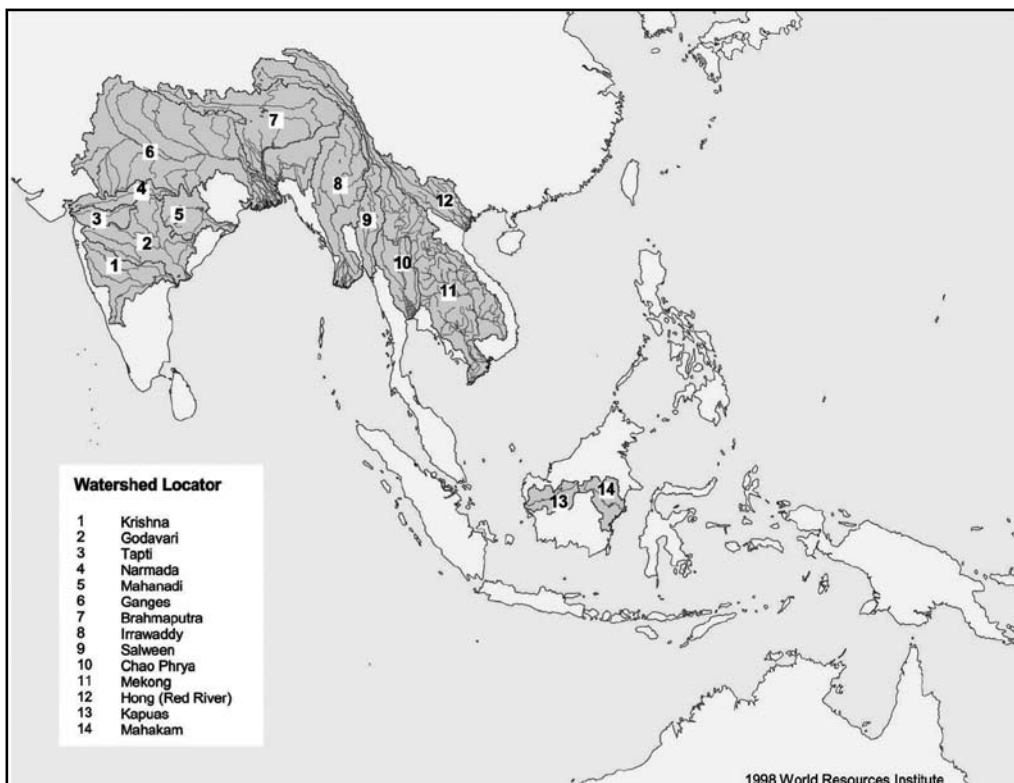 7
6
8
4
12
3
5
9
2
10
1
11
Watershed Locator
14
13
1 Krishna
2 Godavari
3 Tapti
4 Narmada
5 Mahanadi
6 Ganges
7 Brahmaputra
8 Irrawaddy
9 Salween
10 Chao Phrya
11 Mekong
12 Hong (Red River)
13 Kapuas
14 Mahakam
1998 World Resources Institute